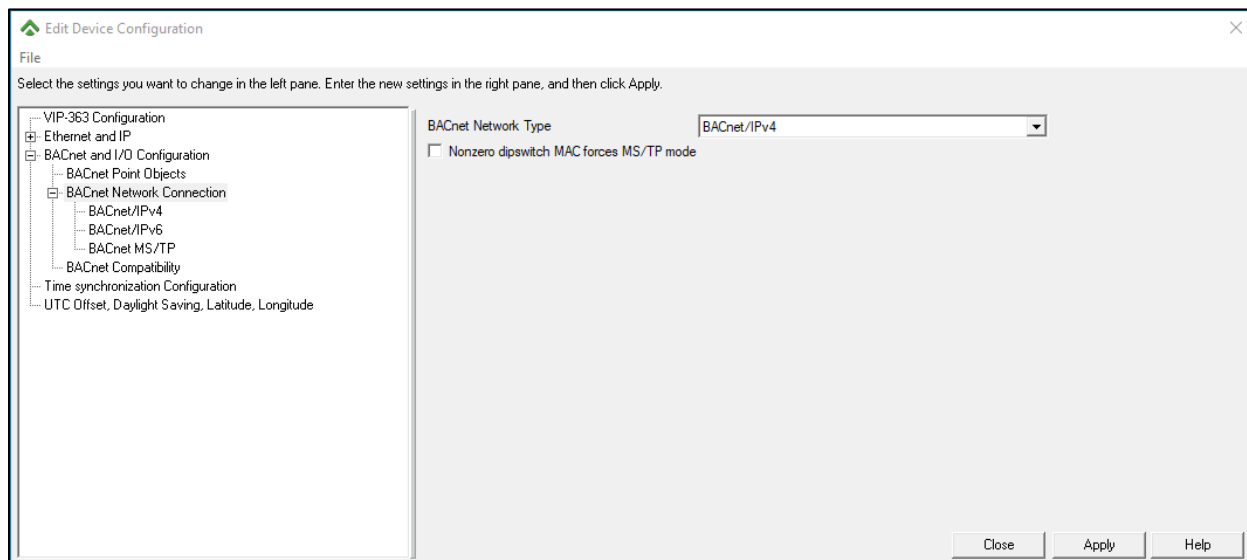 Edit Device Configuration
File
Select the settings you want to change in the left pane. Enter the new settings in the right pane, and then click Apply.
VIP-363 Configuration
Ethernet and IP
BACnet and I/O Configuration
BACnet Point Objects
BACnet Network Connection
BACnet/IPv4
BACnet/IPv6
BACnet MS/TP
BACnet Compatibility
Time synchronization Configuration
UTC Offset, Daylight Saving, Latitude, Longitude
BACnet Network Type BACnet/IPv4
Nonzero dipswitch MAC forces MS/TP mode
Close Apply Help